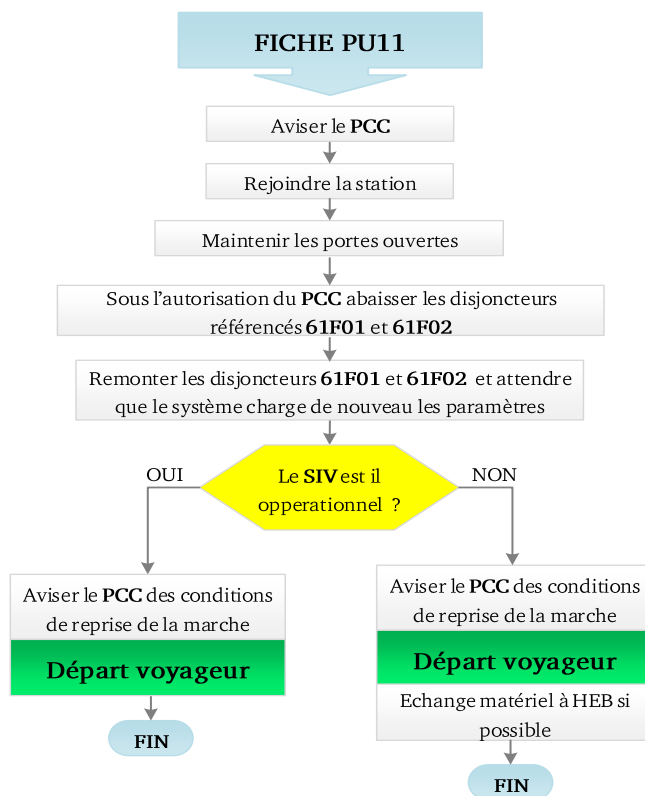 FICHE PU11
Aviser le PCC
Rejoindre la station
Maintenir les portes ouvertes
Sous l'autorisation du PCC abaisser les disjoncteurs
référencés 61F01 et 61F02
Remonter les disjoncteurs 61F01 et 61F02 et attendre
que le système charge de nouveau les paramètres
Le SIV est il
opperationnel ?
OUI
NON
Aviser le PCC des conditions
de reprise de la marche
Départ voyageur
FIN
Aviser le PCC des conditions
de reprise de la marche
Départ voyageur
Echange matériel à HEB si
possible
FIN